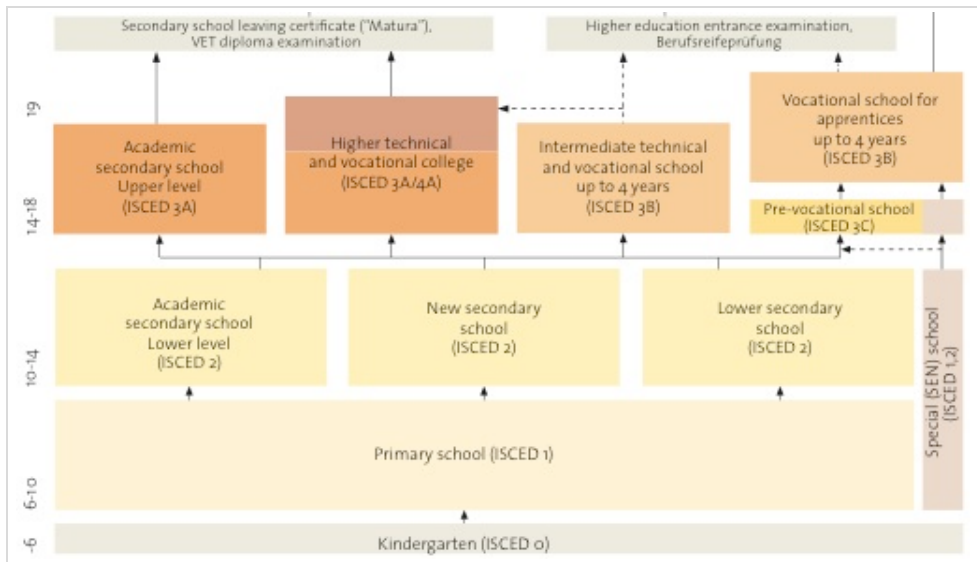 Secondary school leaving certificate ("Matura"),
VET diploma examination
Higher education entrance examination,
Berufsreifeprüfung
19
Academic
secondary school
Upper level
(ISCED 3A)
Higher technical
and vocational college
(ISCED 3A/4A)
Intermediate technical
and vocational school
up to 4 years
(ISCED 3B)
Vocational school for
apprentices
up to 4 years
(ISCED 3B)
14-18
Pre-vocational school
(ISCED 3C)
Academic
secondary school
Lower level
(ISCED 2)
New secondary
school
(ISCED 2)
Lower secondary
school
(ISCED 2)
10-14
Special (SEN) school
(ISCED 1,2)
Primary school (ISCED 1)
6-10
Kindergarten (ISCED 0)
-6